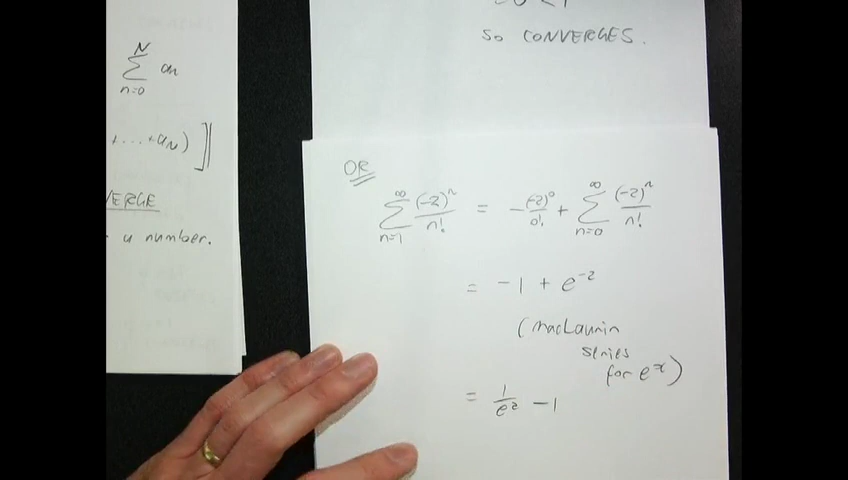 N
∑ an
n=0
+...+aN)]]
VERGE
a number.
so CONVERGES.
OR
∑_{n=1}^{∞} (-2)^n/n! = -(-2)^0/0! + ∑_{n=0}^{∞} (-2)^n/n!
= -1 + e^{-2}
(MacLaurin
series
for e^x)
= 1/e^2 - 1